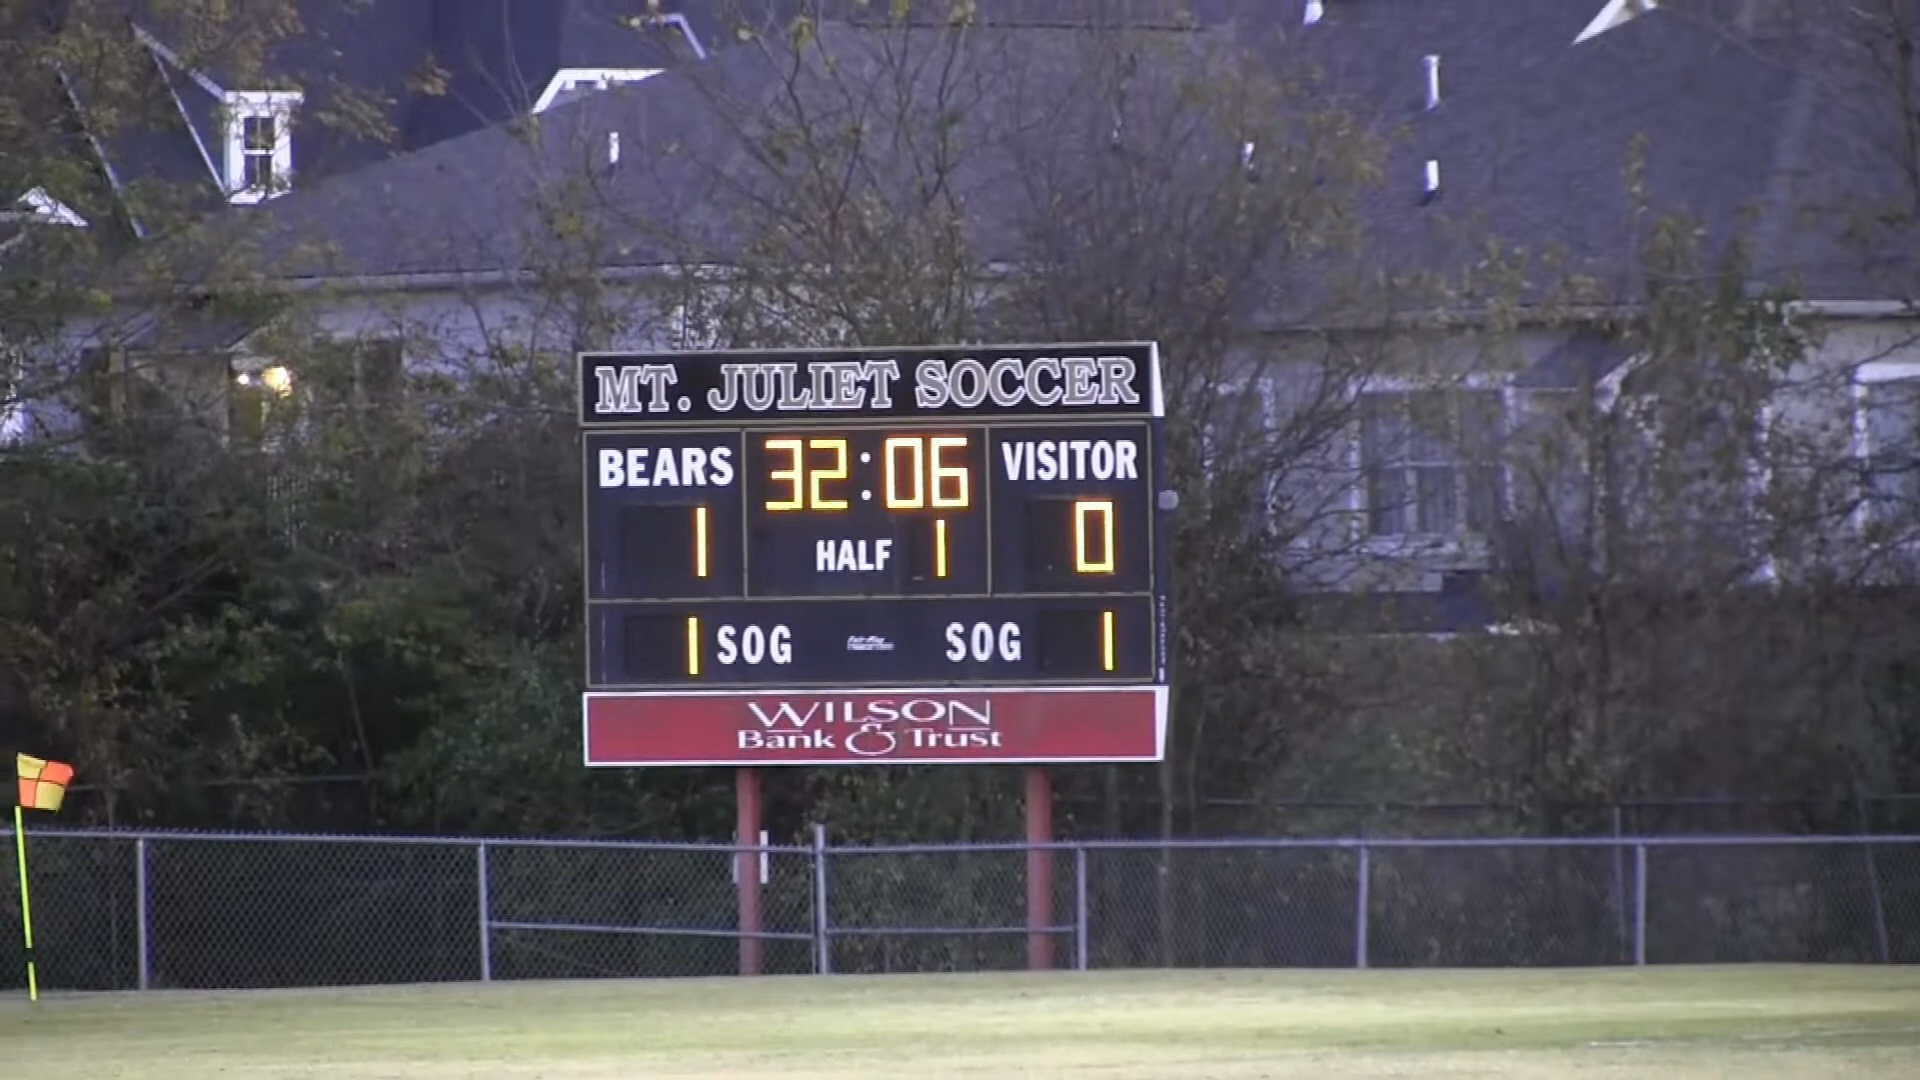 MT. JULIET SOCCER
BEARS 32:06 VISITOR
1 HALF 1 0
1 SOG SOG 1
WILSON
Bank & Trust